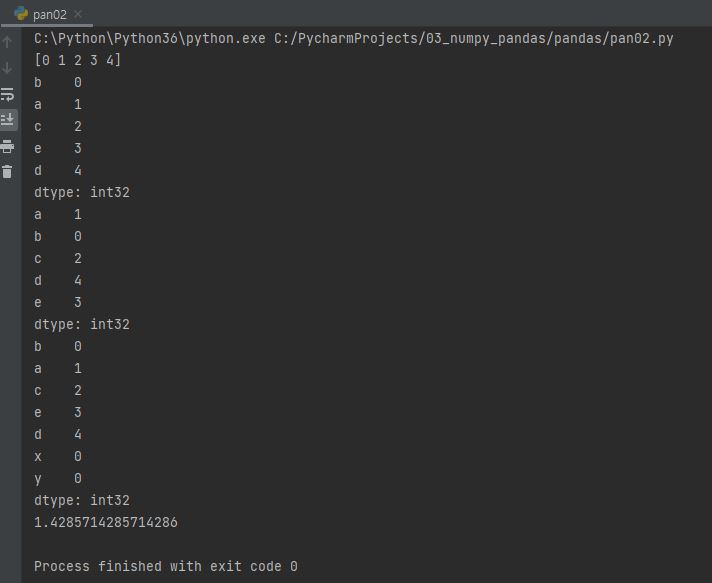 pan02
C:\Python\Python36\python.exe C:/PycharmProjects/03_numpy_pandas/pandas/pan02.py
[0 1 2 3 4]
b    0
a    1
c    2
e    3
d    4
dtype: int32
a    1
b    0
c    2
d    4
e    3
dtype: int32
b    0
a    1
c    2
e    3
d    4
x    0
y    0
dtype: int32
1.4285714285714286

Process finished with exit code 0